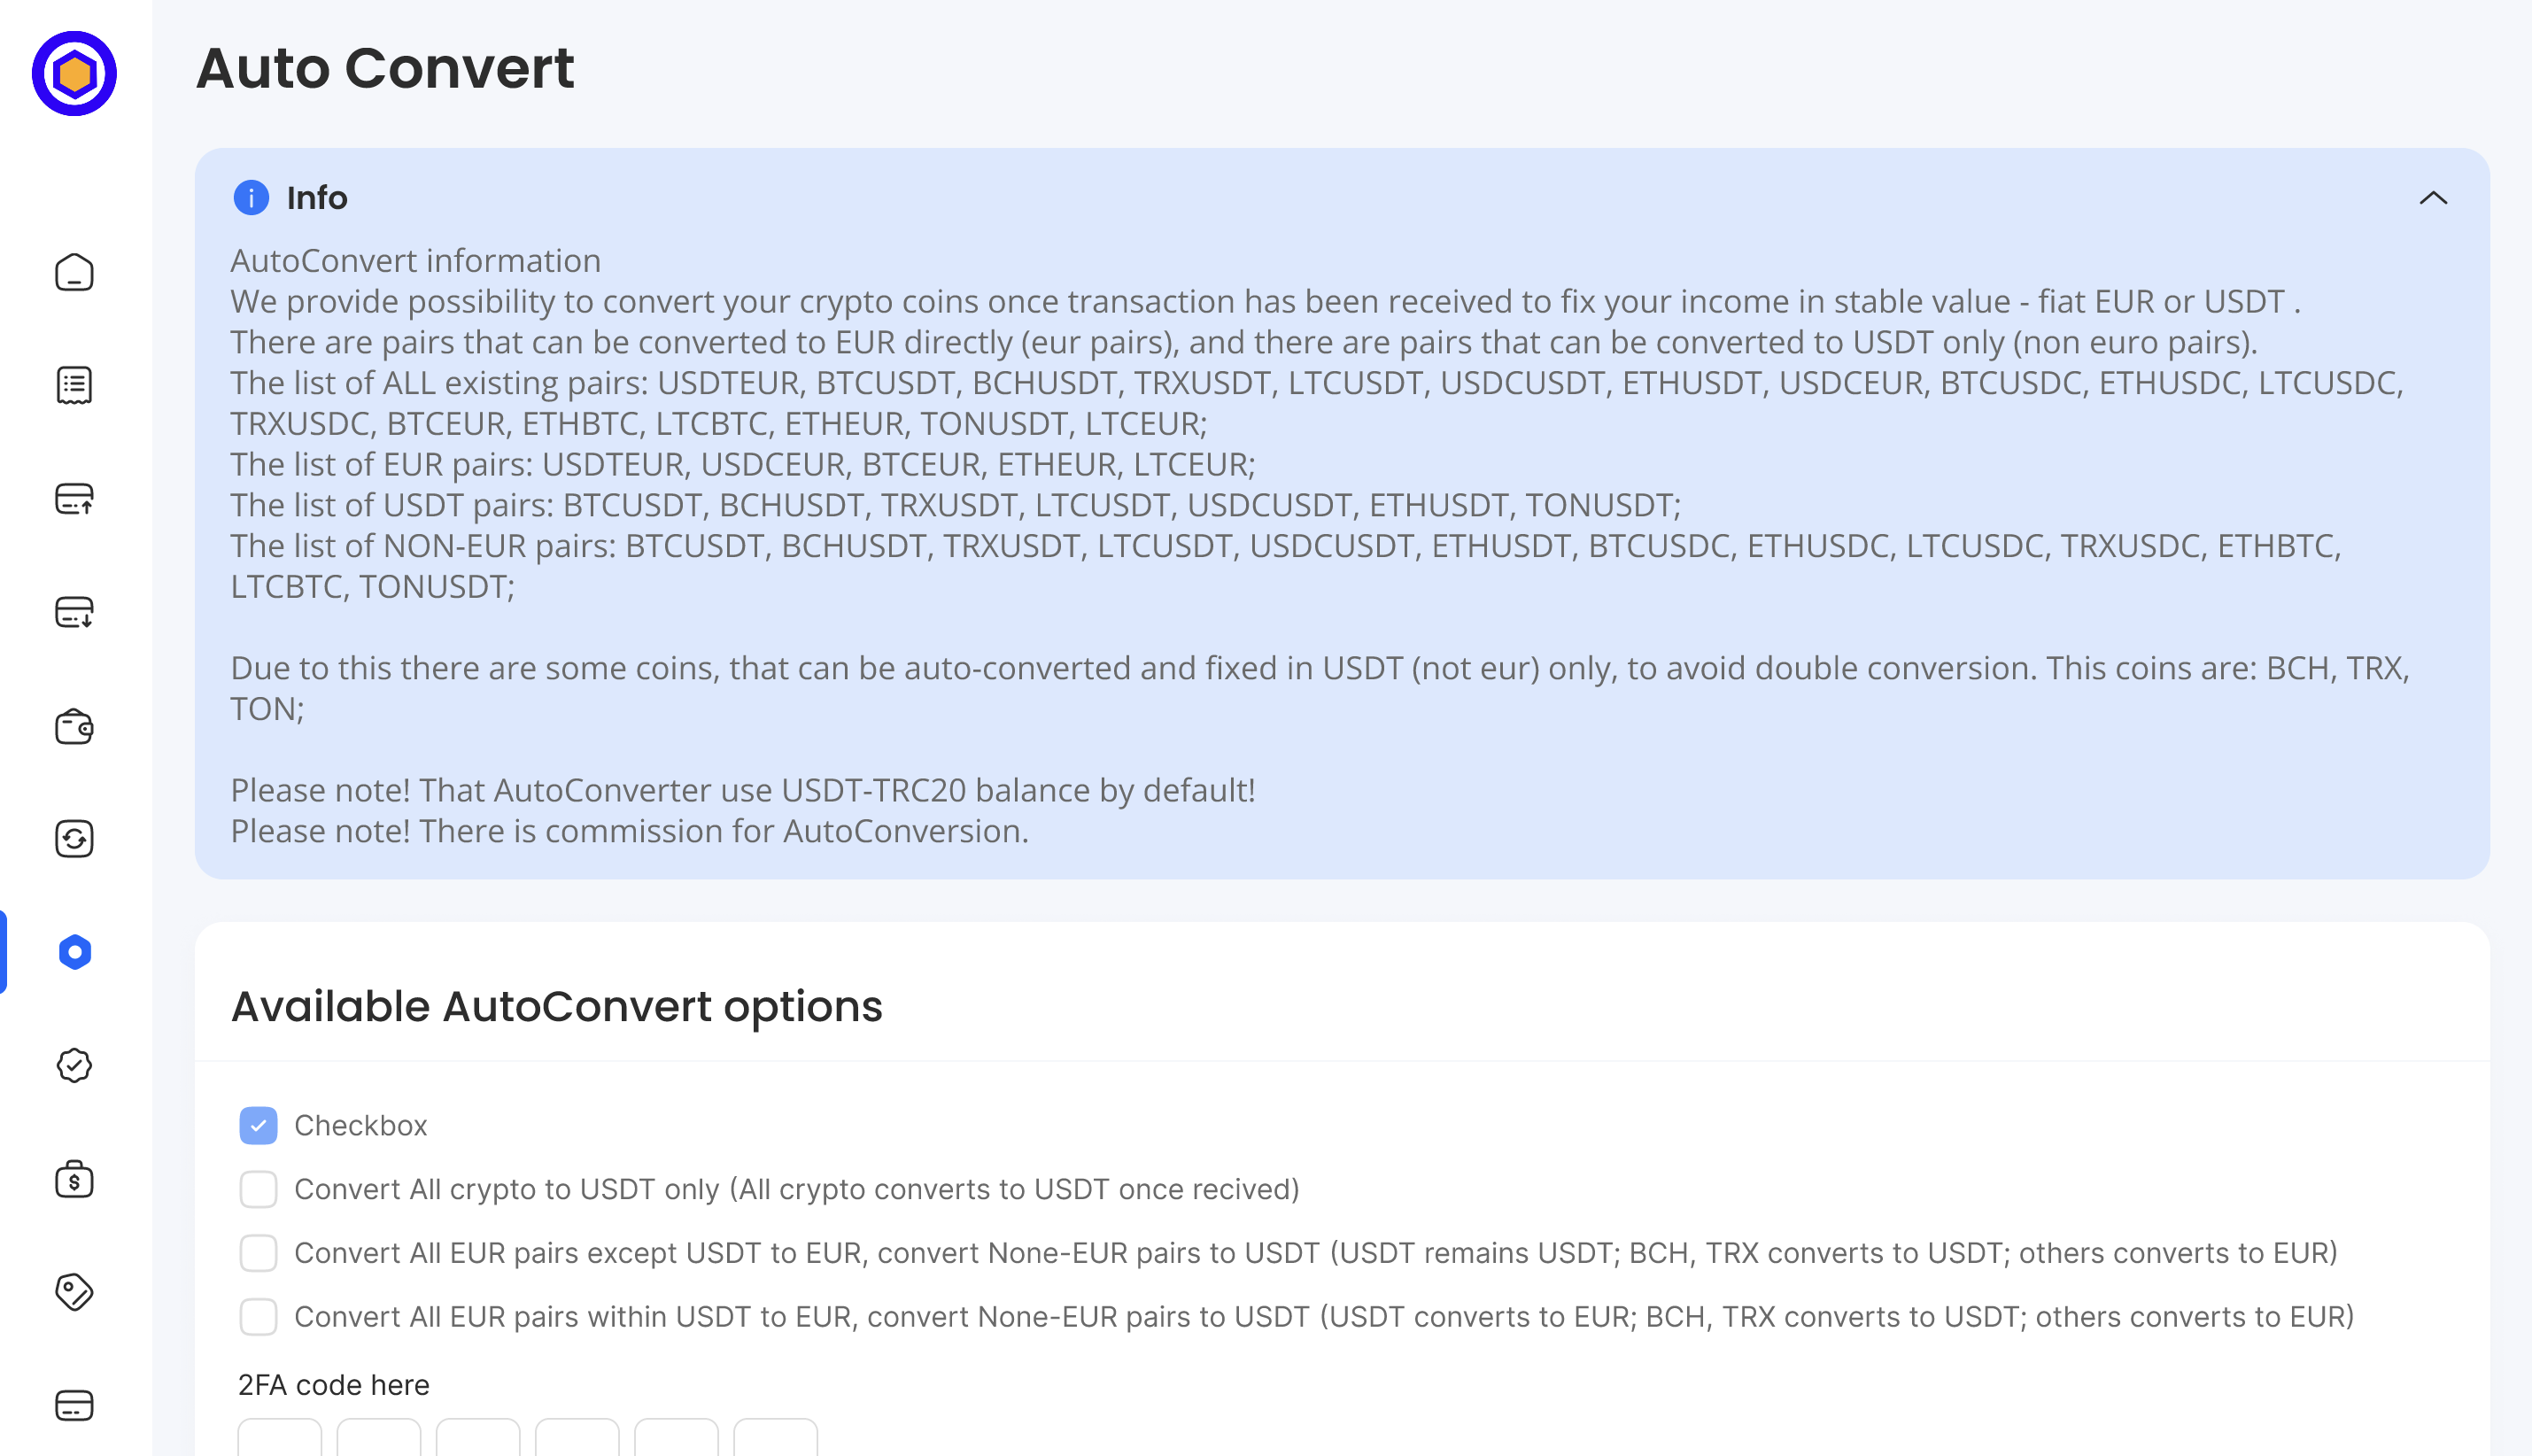 Auto Convert
Info
AutoConvert information
We provide possibility to convert your crypto coins once transaction has been received to fix your income in stable value - fiat EUR or USDT .
There are pairs that can be converted to EUR directly (eur pairs), and there are pairs that can be converted to USDT only (non euro pairs).
The list of ALL existing pairs: USDTEUR, BTCUSDT, BCHUSDT, TRXUSDT, LTCUSDT, USDCUSDT, ETHUSDT, USDCEUR, BTCUSDC, ETHUSDC, LTCUSDC,
TRXUSDC, BTCEUR, ETHBTC, LTCBTC, ETHEUR, TONUSDT, LTCEUR;
The list of EUR pairs: USDTEUR, USDCEUR, BTCEUR, ETHEUR, LTCEUR;
The list of USDT pairs: BTCUSDT, BCHUSDT, TRXUSDT, LTCUSDT, USDCUSDT, ETHUSDT, TONUSDT;
The list of NON-EUR pairs: BTCUSDT, BCHUSDT, TRXUSDT, LTCUSDT, USDCUSDT, ETHUSDT, BTCUSDC, ETHUSDC, LTCUSDC, TRXUSDC, ETHBTC,
LTCBTC, TONUSDT;
Due to this there are some coins, that can be auto-converted and fixed in USDT (not eur) only, to avoid double conversion. This coins are: BCH, TRX,
TON;
Please note! That AutoConverter use USDT-TRC20 balance by default!
Please note! There is commission for AutoConversion.
Available AutoConvert options
Checkbox
Convert All crypto to USDT only (All crypto converts to USDT once recived)
Convert All EUR pairs except USDT to EUR, convert None-EUR pairs to USDT (USDT remains USDT; BCH, TRX converts to USDT; others converts to EUR)
Convert All EUR pairs within USDT to EUR, convert None-EUR pairs to USDT (USDT converts to EUR; BCH, TRX converts to USDT; others converts to EUR)
2FA code here